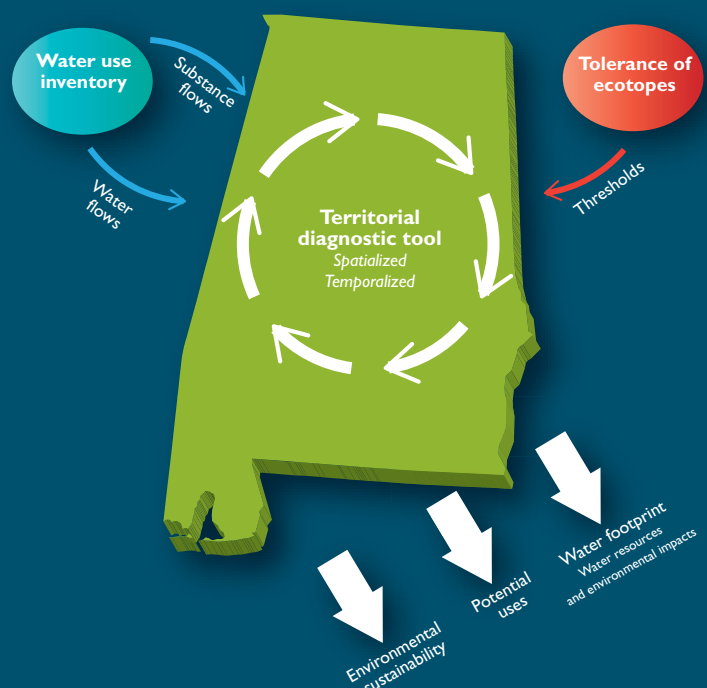 Water use
inventory
Substance
flows
Water
flows
Tolerance of
ecotopes
Thresholds
Territorial
diagnostic tool
Spatialized
Temporalized
Water footprint
Water resources
and environmental impacts
Potential
uses
Environmental
sustainability